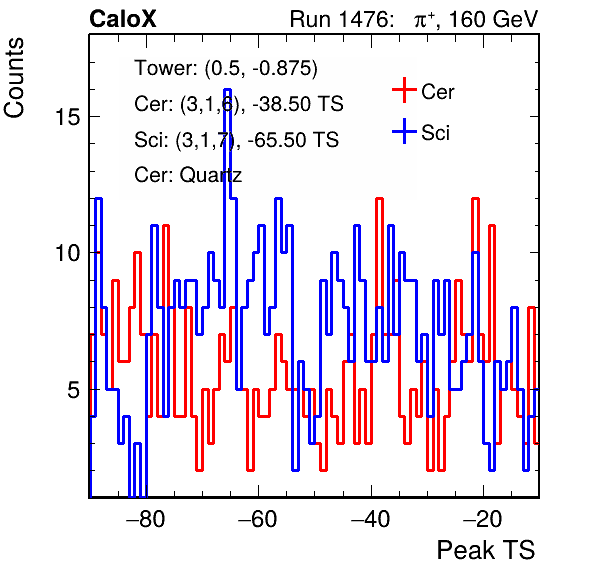 CaloX Run 1476: π⁺, 160 GeV
Counts
Tower: (0.5, -0.875)
Cer: (3,1,6), -38.50 TS
Sci: (3,1,7), -65.50 TS
Cer: Quartz
Cer
Sci
15
10
5
−80 −60 −40 −20
Peak TS